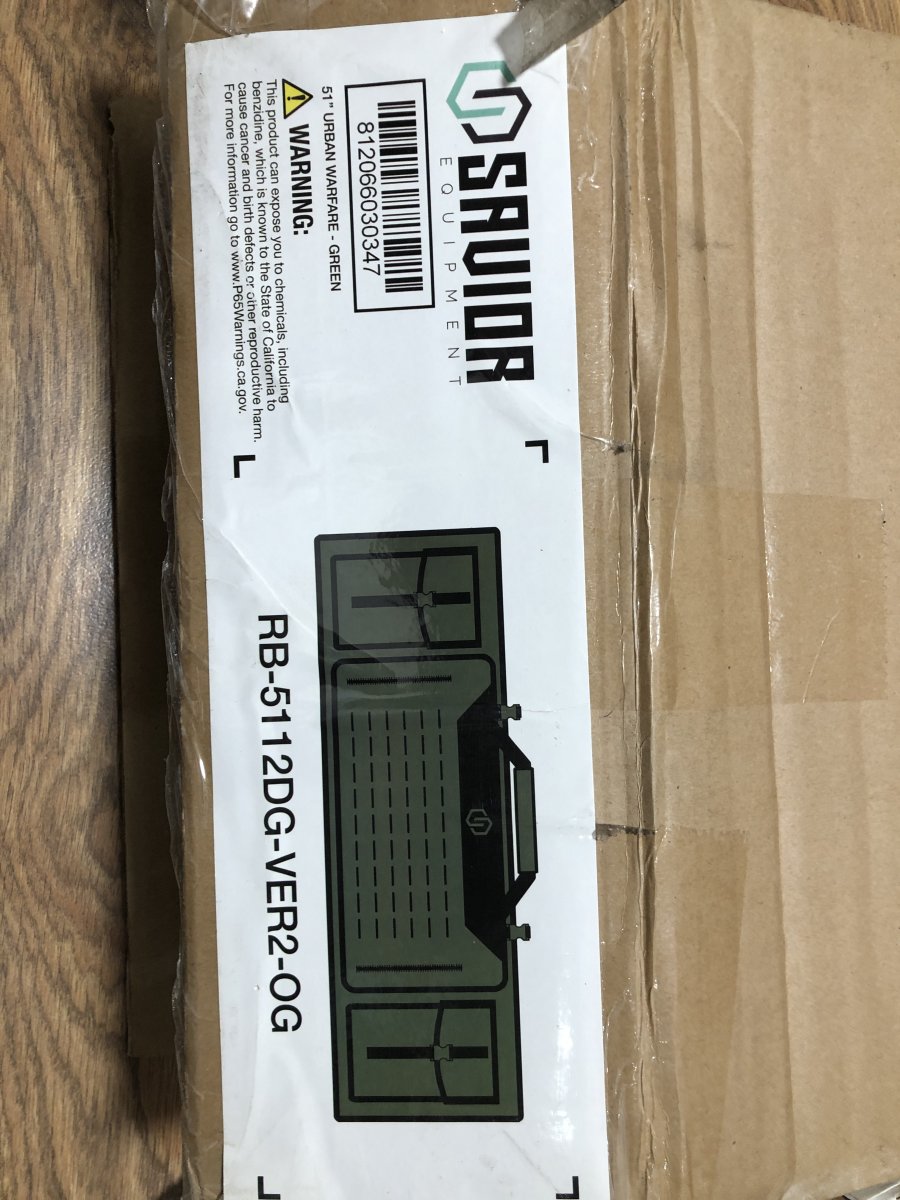 SAVIOR
EQUIPMENT
812066030347
51" URBAN WARFARE - GREEN
WARNING:
This product can expose you to chemicals, including
benzidine, which is known to the State of California to
cause cancer and birth defects or other reproductive harm.
For more information go to www.P65Warnings.ca.gov.
RB-5112DG-VER2-OG